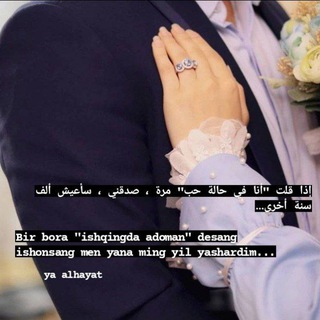 إذا قلت "أنا في حالة حب" مرة ، صدقني ، سأعيش ألف
سنة أخرى...
Bir bora "ishqingda adoman" desang
ishonsang men yana ming yil yashardim...
ya alhayat